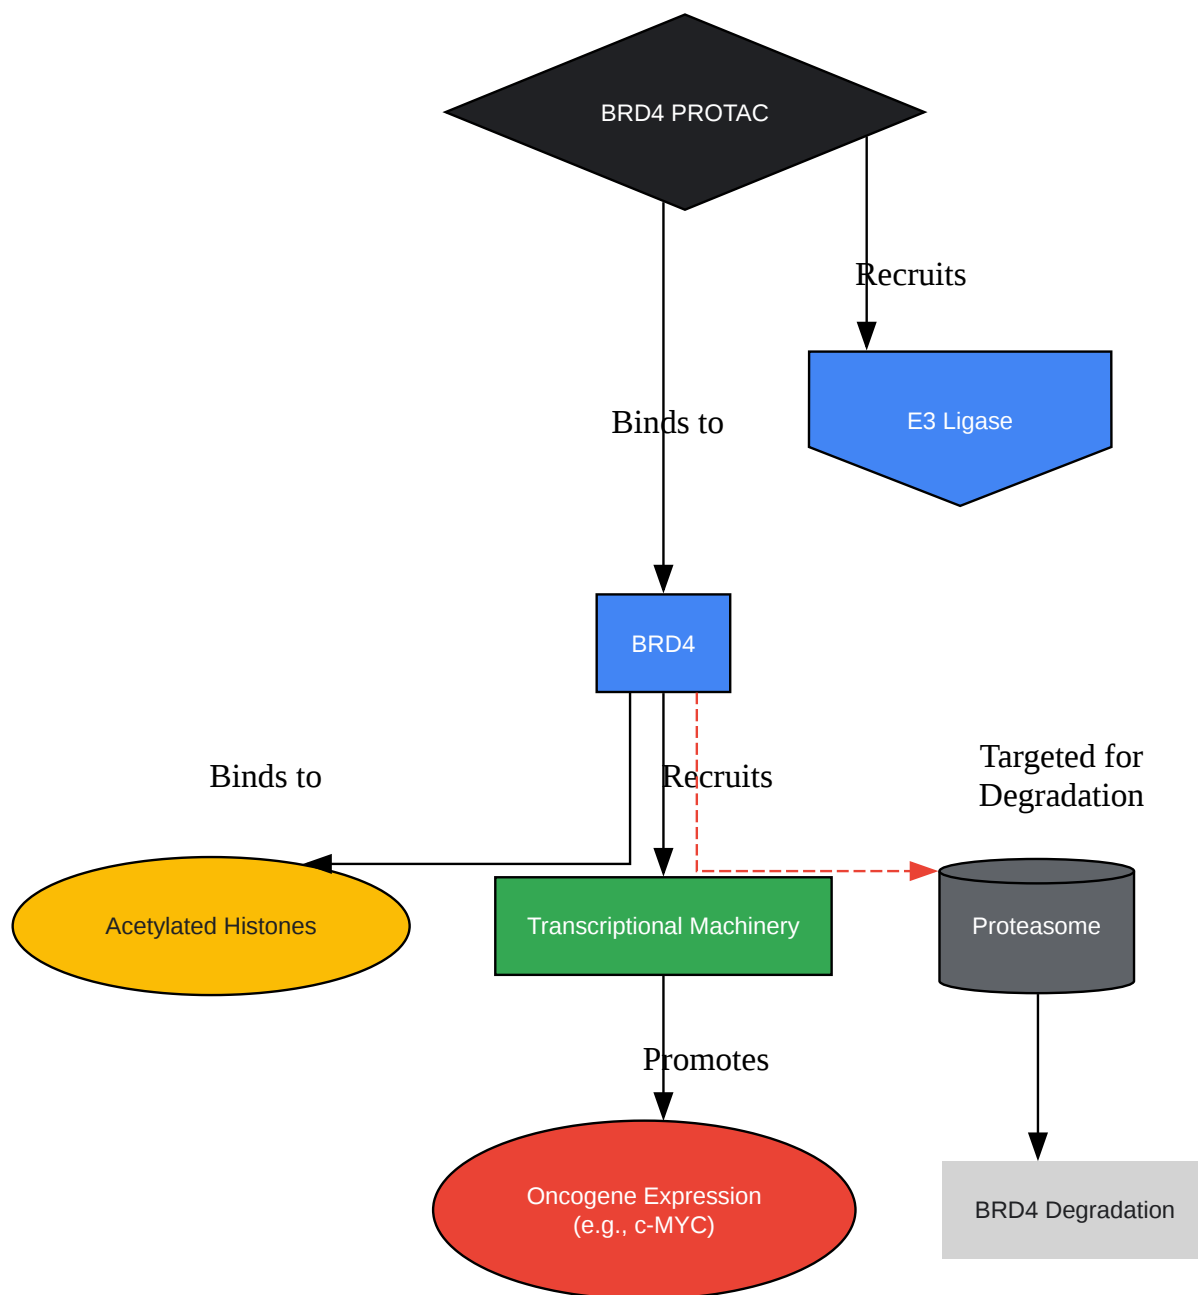 BRD4 PROTAC
Recruits
Binds to
E3 Ligase
BRD4
Binds to
Recruits
Targeted for
Degradation
Acetylated Histones
Transcriptional Machinery
Proteasome
Promotes
Oncogene Expression
(e.g., c-MYC)
BRD4 Degradation